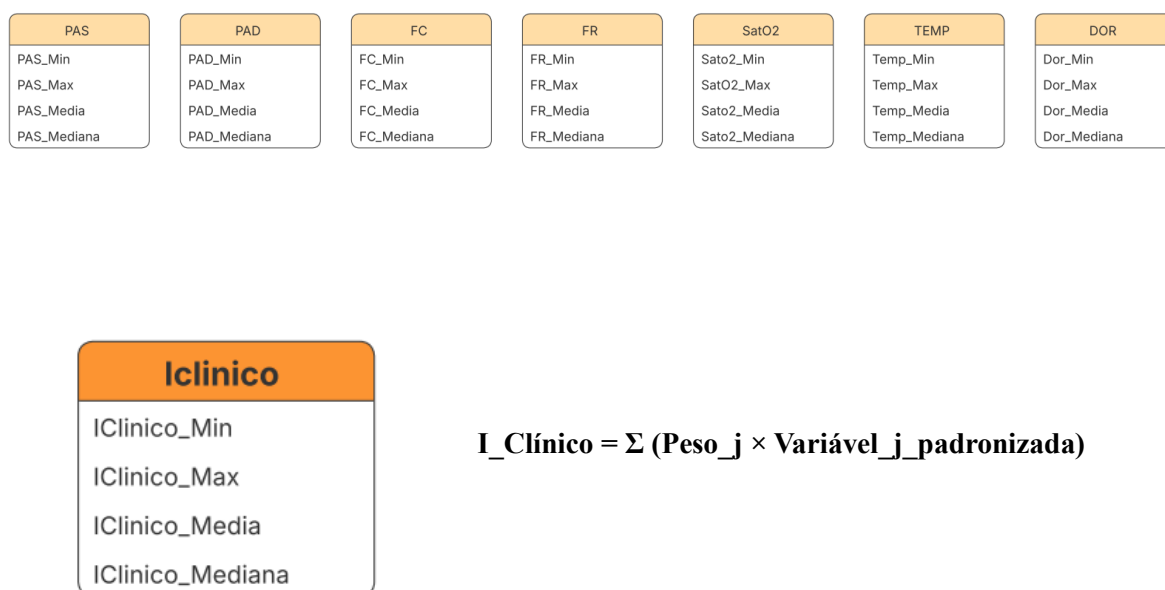 PAS
PAS_Min
PAS_Max
PAS_Media
PAS_Mediana
PAD
PAD_Min
PAD_Max
PAD_Media
PAD_Mediana
FC
FC_Min
FC_Max
FC_Media
FC_Mediana
FR
FR_Min
FR_Max
FR_Media
FR_Mediana
SatO2
Sato2_Min
SatO2_Max
Sato2_Media
Sato2_Mediana
TEMP
Temp_Min
Temp_Max
Temp_Media
Temp_Mediana
DOR
Dor_Min
Dor_Max
Dor_Media
Dor_Mediana
Iclinico
IClinico_Min
IClinico_Max
IClinico_Media
IClinico_Mediana
I_Clínico = Σ (Peso_j × Variável_j_padronizada)